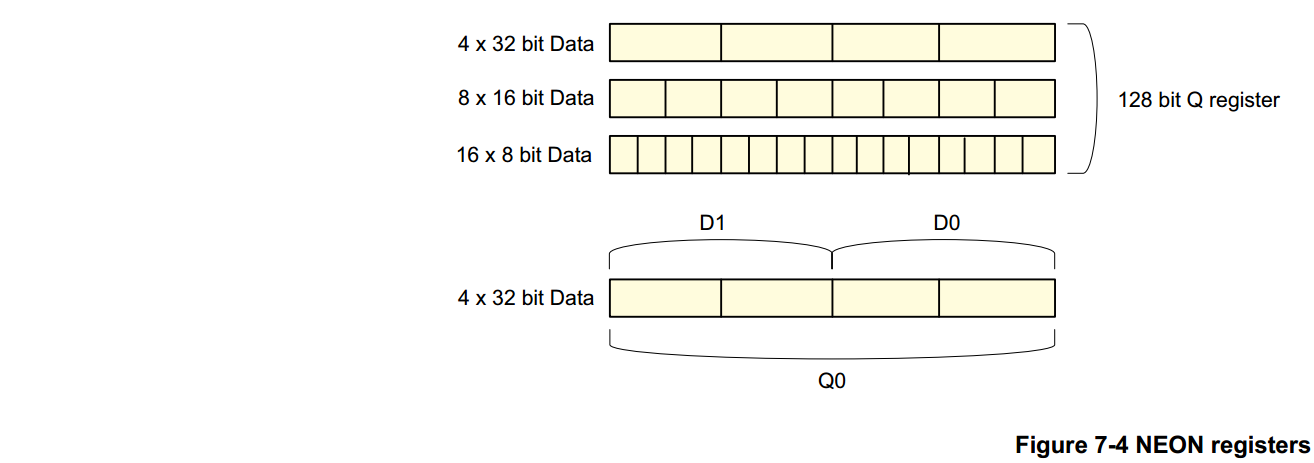 4 x 32 bit Data
8 x 16 bit Data
128 bit Q register
16 x 8 bit Data
D1
D0
4 x 32 bit Data
Q0
Figure 7-4 NEON registers